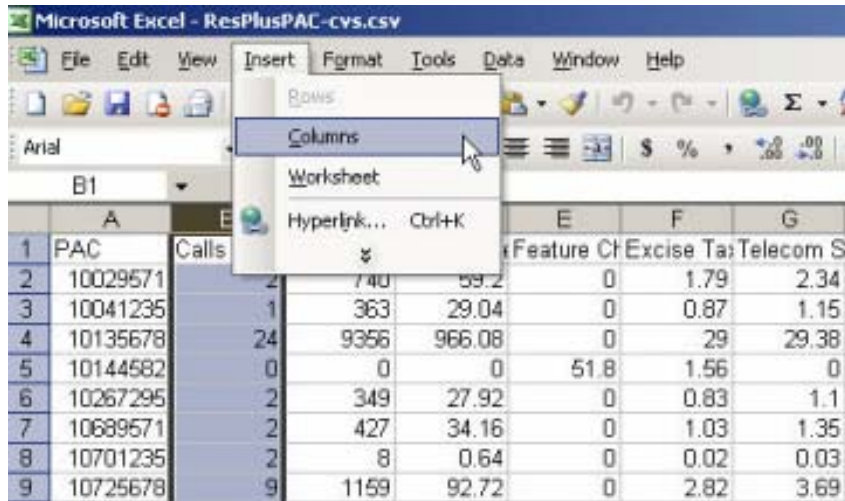 Microsoft Excel - ResPlusPAC-cvs.csv
File Edit View Insert Format Tools Data Window Help
Rows
Columns
Arial $ % ,
Worksheet
B1
Hyperlink... Ctrl+K
A E F G
1 PAC Calls Feature Ch Excise Tax Telecom S
2 10029571 2 740 59.2 0 1.79 2.34
3 10041235 1 363 29.04 0 0.87 1.15
4 10135678 24 9356 966.08 0 29 29.38
5 10144582 0 0 0 51.8 1.56 0
6 10267295 2 349 27.92 0 0.83 1.1
7 10689571 2 427 34.16 0 1.03 1.35
8 10701235 2 8 0.64 0 0.02 0.03
9 10725678 9 1159 92.72 0 2.82 3.69